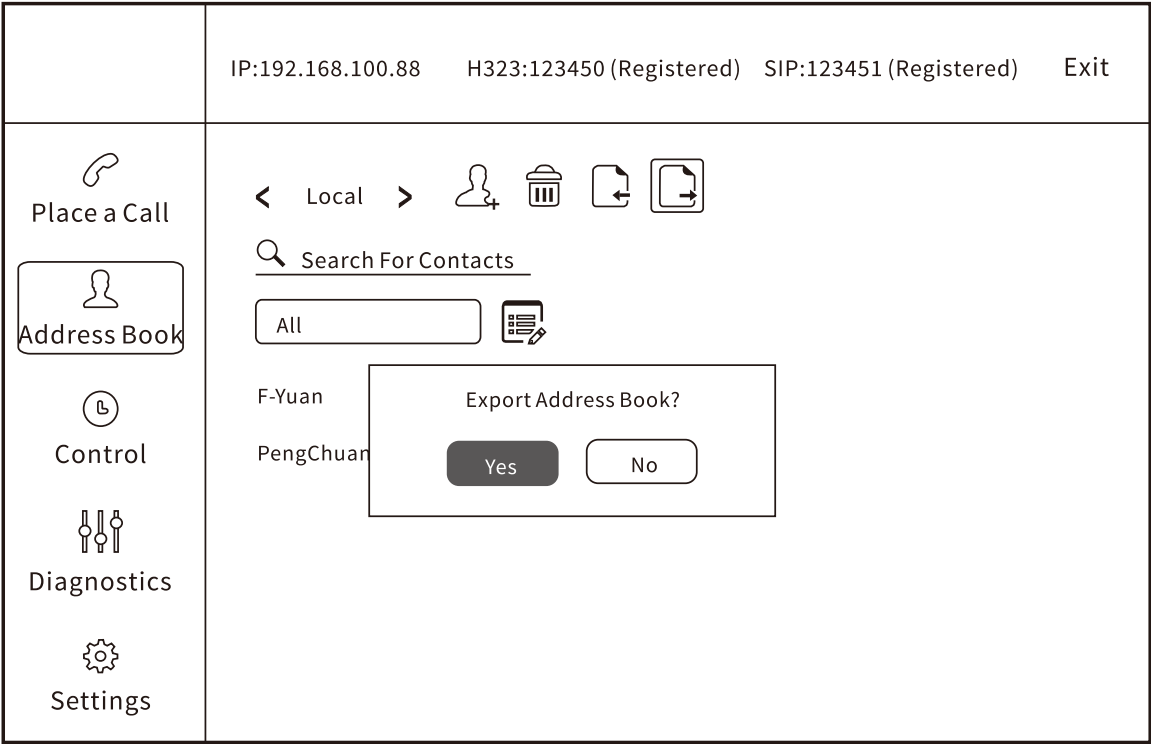 IP:192.168.100.88 H323:123450 (Registered) SIP:123451 (Registered) Exit
Place a Call
Address Book
Control
Diagnostics
Settings
< Local >
Search For Contacts
All
F-Yuan
PengChuan
Export Address Book?
Yes No